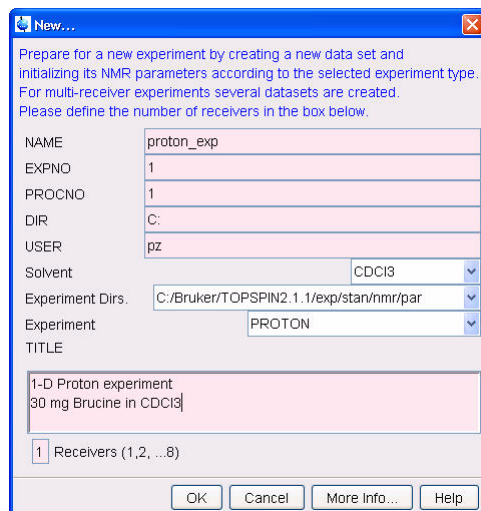 New...
Prepare for a new experiment by creating a new data set and
initializing its NMR parameters according to the selected experiment type.
For multi-receiver experiments several datasets are created.
Please define the number of receivers in the box below.
NAME proton_exp
EXPNO 1
PROCNO 1
DIR C:
USER pz
Solvent CDCl3
Experiment Dirs. C:/Bruker/TOPSPIN2.1.1/exp/stan/nmr/par
Experiment PROTON
TITLE
1-D Proton experiment
30 mg Brucine in CDCl3
1 Receivers (1,2, ...8)
OK Cancel More Info... Help